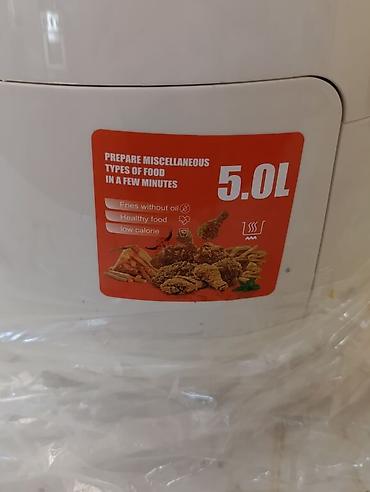 PREPARE MISCELLANEOUS
TYPES OF FOOD
IN A FEW MINUTES
5.0L
Fries without oil
Healthy food
low calorie